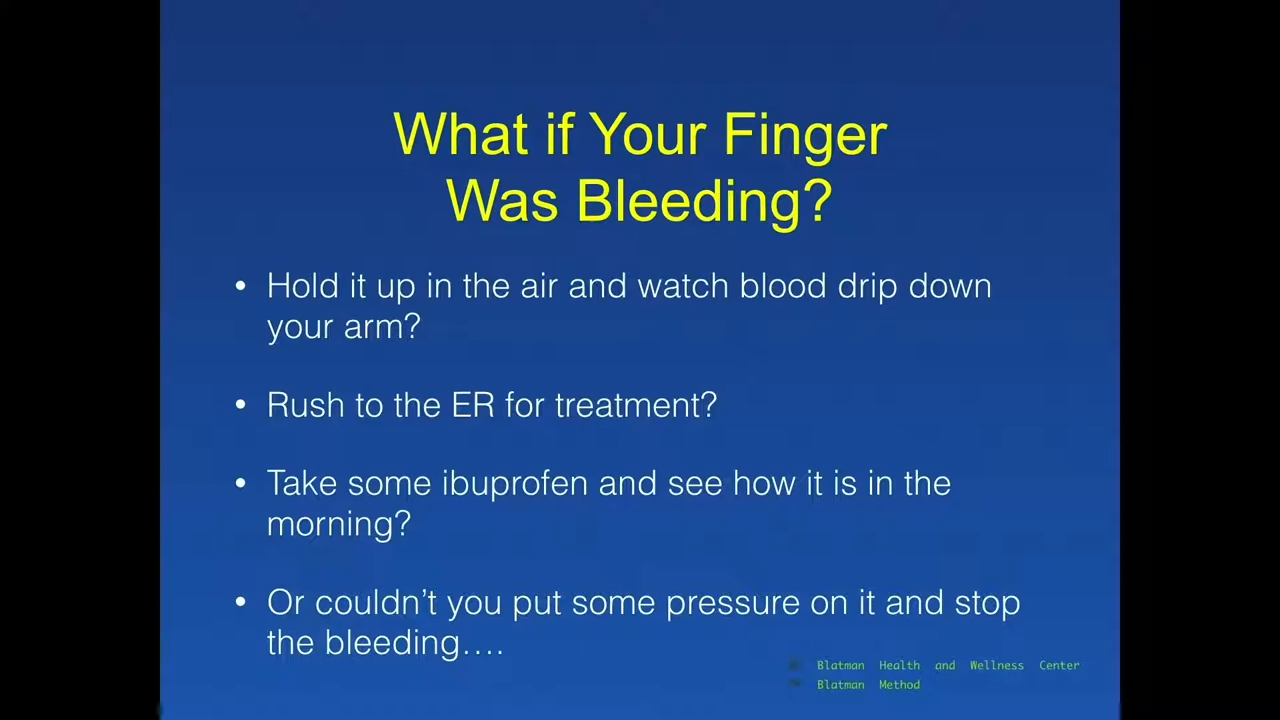 What if Your Finger
Was Bleeding?
• Hold it up in the air and watch blood drip down
your arm?
• Rush to the ER for treatment?
• Take some ibuprofen and see how it is in the
morning?
• Or couldn’t you put some pressure on it and stop
the bleeding….
Blatman Health and Wellness Center
Blatman Method